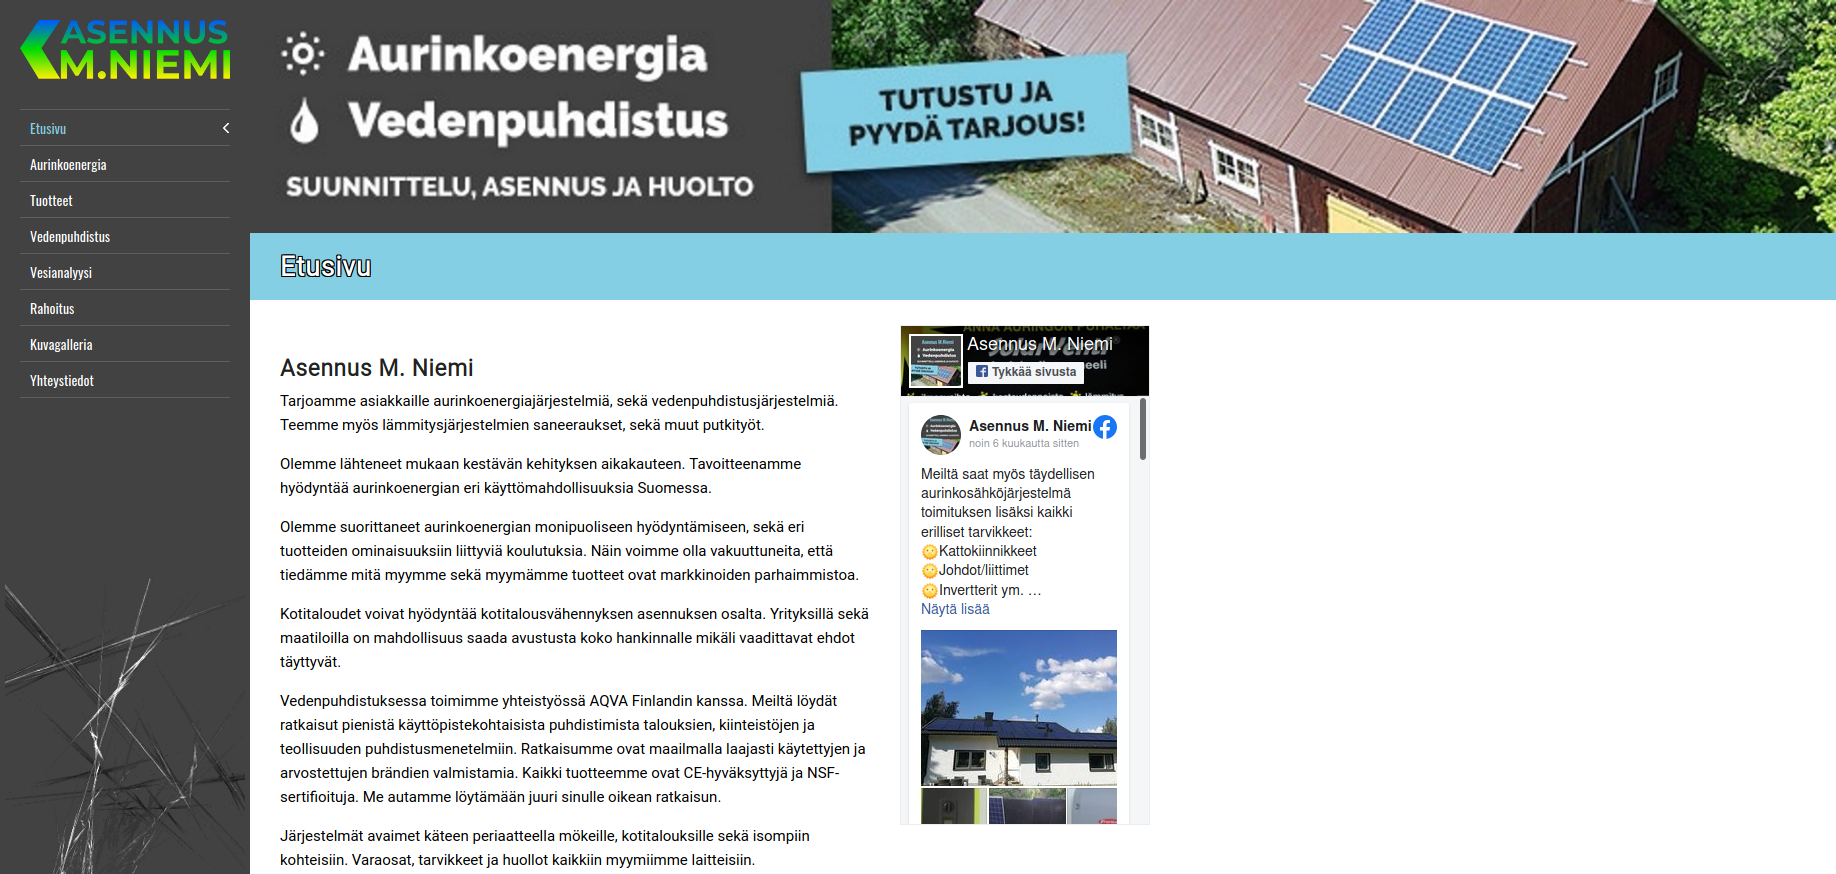 ASENNUS
M.NIEMI
Etusivu
Aurinkoenergia
Tuotteet
Vedenpuhdistus
Vesianalyysi
Rahoitus
Kuvagalleria
Yhteystiedot
Aurinkoenergia
Vedenpuhdistus
SUUNNITTELU, ASENNUS JA HUOLTO
TUTUSTU JA
PYYDÄ TARJOUS!
Etusivu
Asennus M. Niemi
Tarjoamme asiakkaille aurinkoenergiajärjestelmiä, sekä vedenpuhdistusjärjestelmiä.
Teemme myös lämmitysjärjestelmien saneeraukset, sekä muut putkityöt.
Olemme lähteneet mukaan kestävän kehityksen aikakauteen. Tavoitteenamme
hyödyntää aurinkoenergian eri käyttömahdollisuuksia Suomessa.
Olemme suorittaneet aurinkoenergian monipuoliseen hyödyntämiseen, sekä eri
tuotteiden ominaisuuksiin liittyviä koulutuksia. Näin voimme olla vakuuttuneita, että
tiedämme mitä myymme sekä myymämme tuotteet ovat markkinoiden parhaimmistoa.
Kotitaloudet voivat hyödyntää kotitalousvähennyksen asennuksen osalta. Yrityksillä sekä
maatiloilla on mahdollisuus saada avustusta koko hankinnalle mikäli vaadittavat ehdot
täyttyvät.
Vedenpuhdistuksessa toimimme yhteistyössä AQVA Finlandin kanssa. Meiltä löydät
ratkaisut pienistä käyttöpistekohtaisista puhdistimista talouksien, kiinteistöjen ja
teollisuuden puhdistusmenetelmiin. Ratkaisumme ovat maailmalla laajasti käytettyjen ja
arvostettujen brändien valmistamia. Kaikki tuotteemme ovat CE-hyväksyttyjä ja NSF-
sertifioituja. Me autamme löytämään juuri sinulle oikean ratkaisun.
Järjestelmät avaimet käteen periaatteella mökeille, kotitalouksille sekä isompiin
kohteisiin. Varaosat, tarvikkeet ja huollot kaikkiin myymiimme laitteisiin.
ANNA AURINGON PUHALTAA
Asennus M. Niemi
SolarVenti
Tykkää sivusta
Asennus M. Niemi
noin 6 kuukautta sitten
Meiltä saat myös täydellisen
aurinkosähköjärjestelmä
toimituksen lisäksi kaikki
erilliset tarvikkeet:
🌞Kattokiinnikkeet
🌞Johdot/liittimet
🌞Invertterit ym. …
Näytä lisää